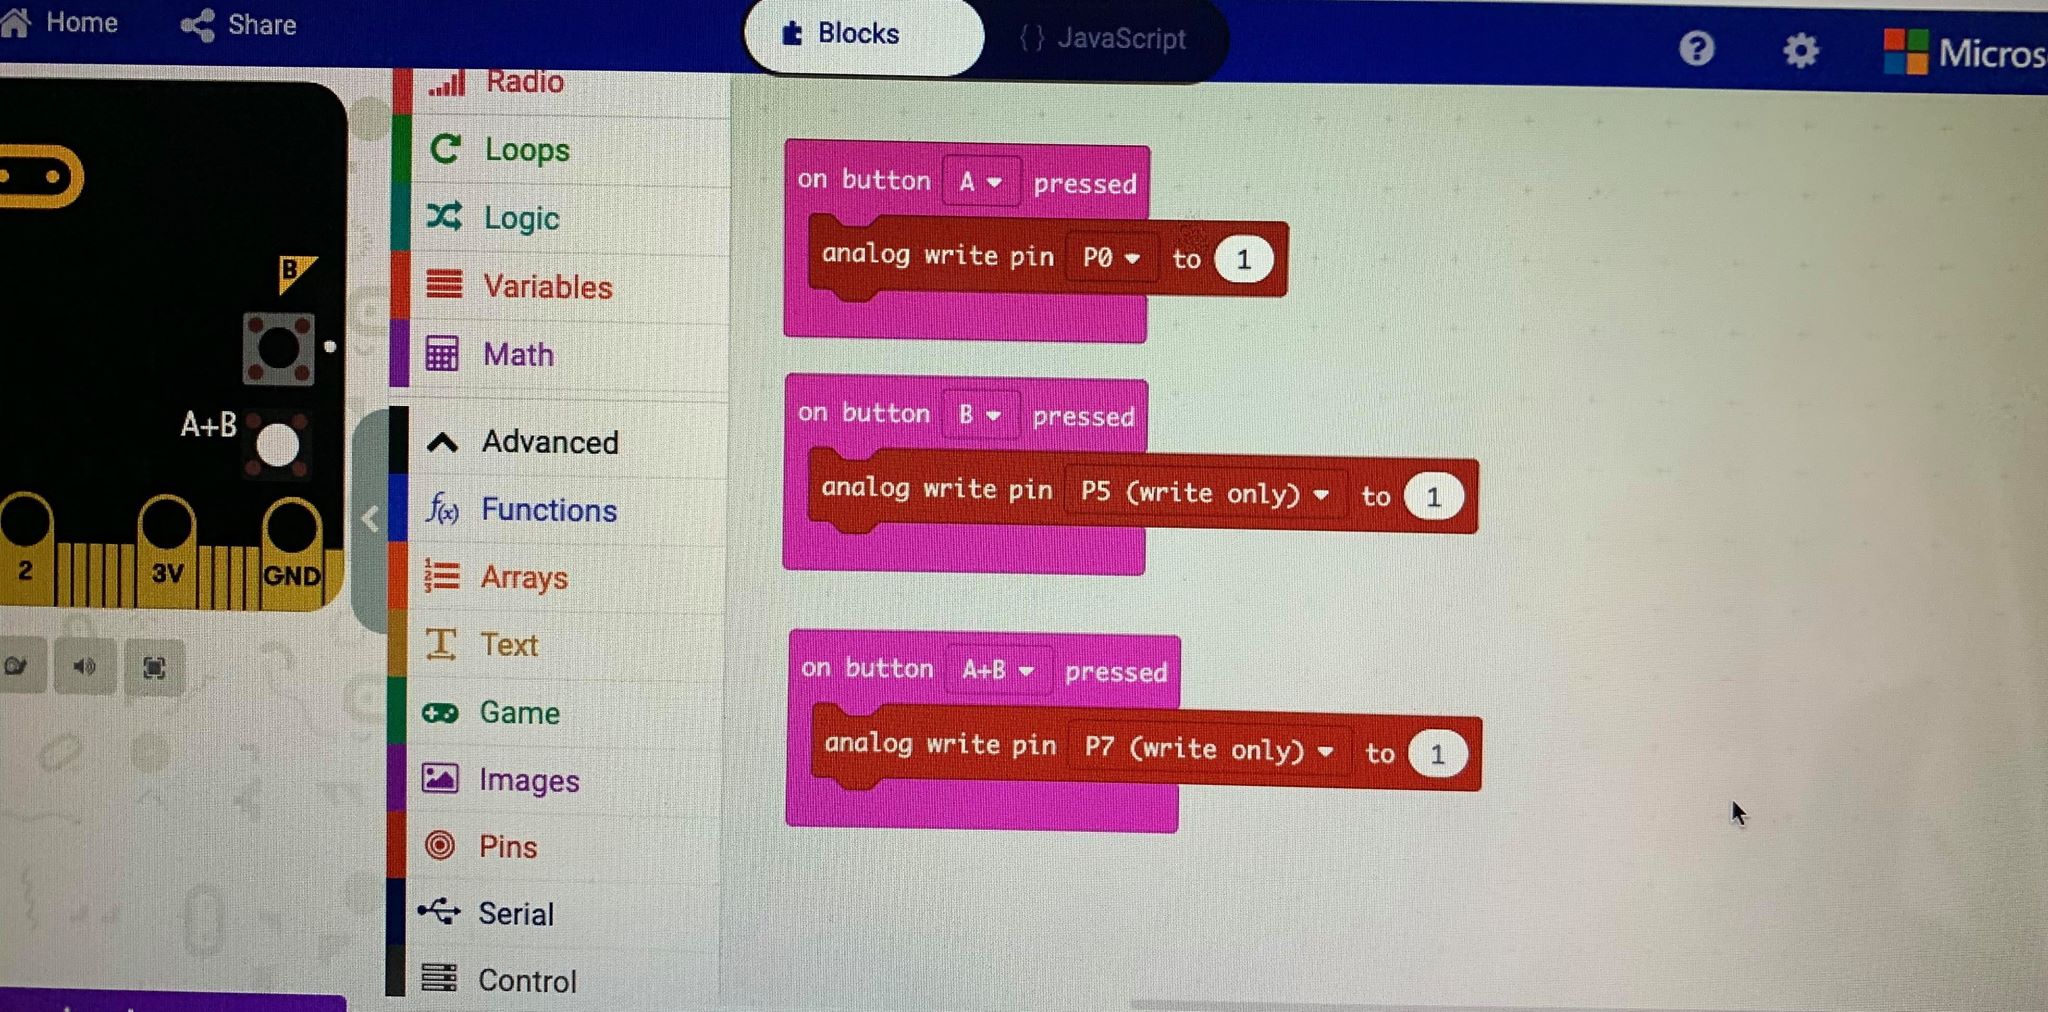 Home
Share
Blocks
{ } JavaScript
?
Micros
B
A+B
2
3V
GND
Radio
Loops
Logic
Variables
Math
Advanced
f(x) Functions
Arrays
Text
Game
Images
Pins
Serial
Control
on button A pressed
analog write pin P0 to 1
on button B pressed
analog write pin P5 (write only) to 1
on button A+B pressed
analog write pin P7 (write only) to 1